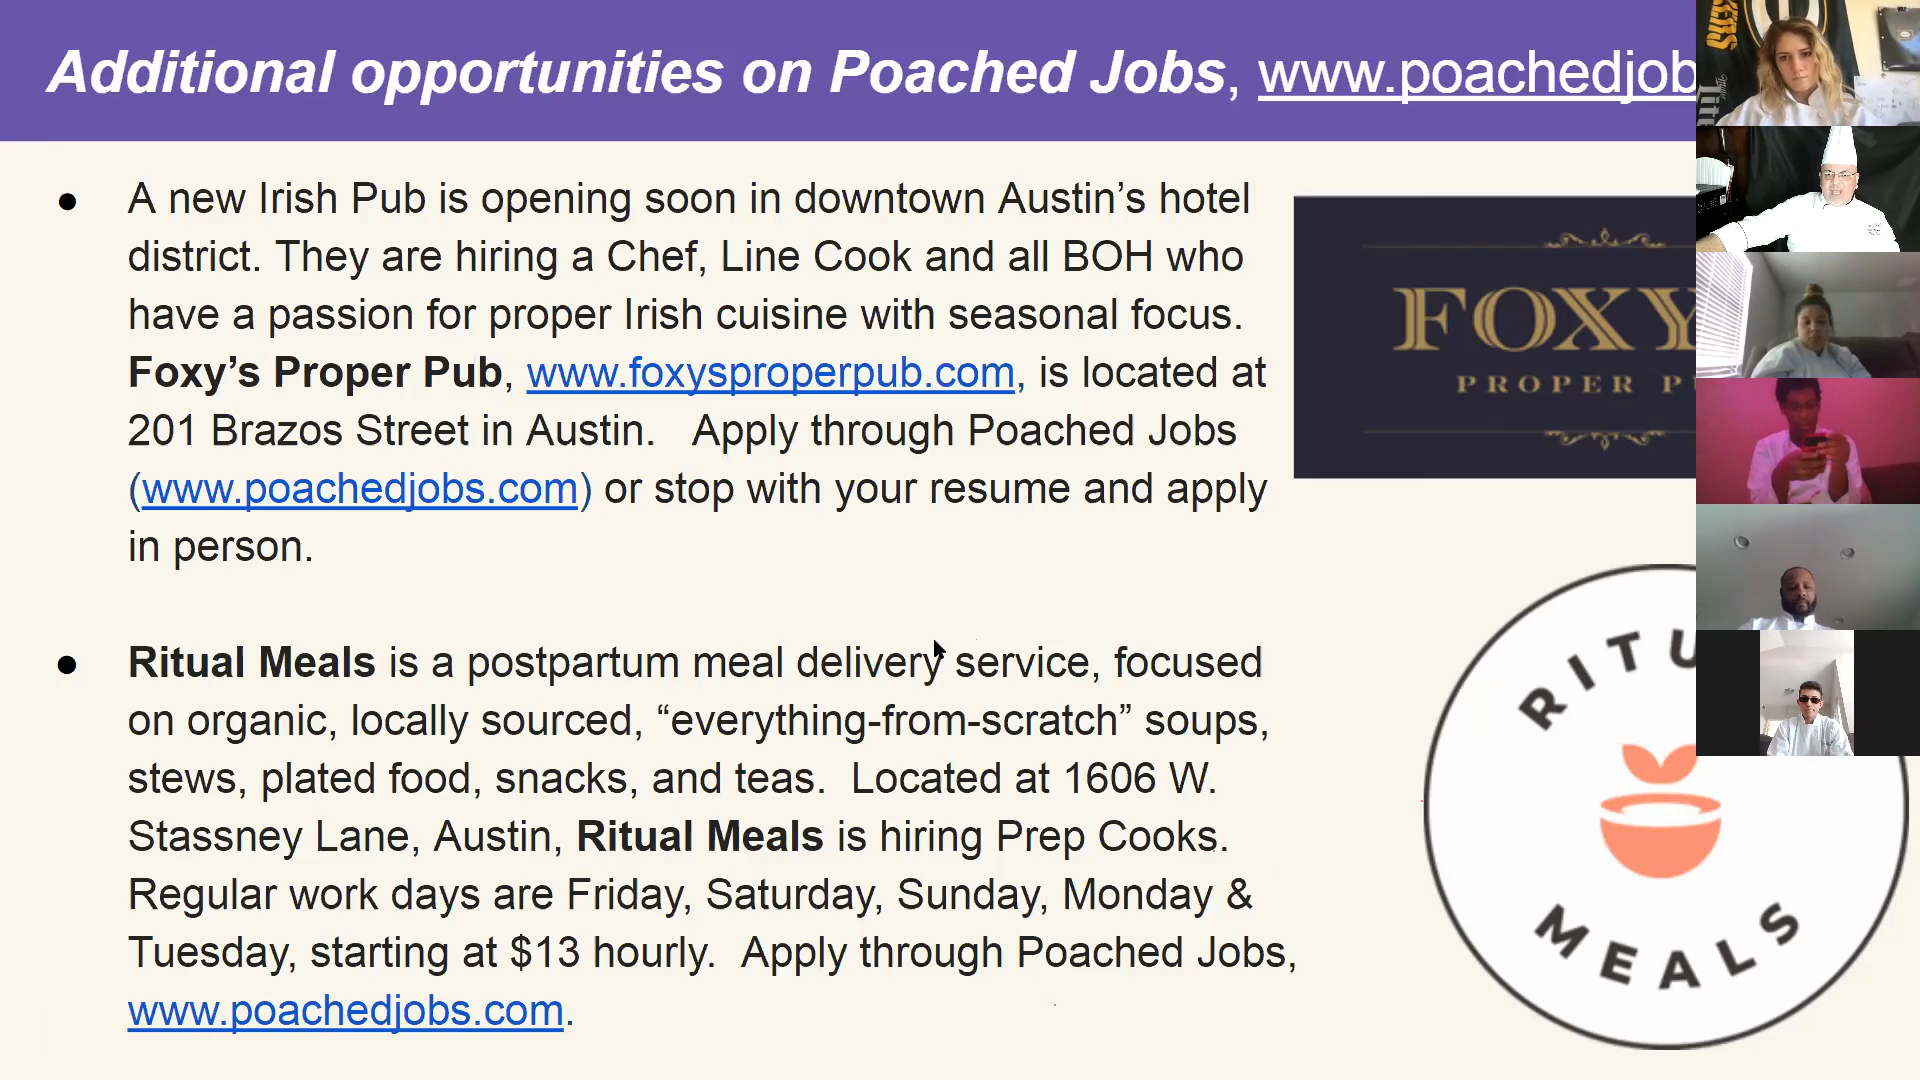 Additional opportunities on Poached Jobs, www.poachedjob
● A new Irish Pub is opening soon in downtown Austin’s hotel
district. They are hiring a Chef, Line Cook and all BOH who
have a passion for proper Irish cuisine with seasonal focus.
Foxy’s Proper Pub, www.foxysproperpub.com, is located at
201 Brazos Street in Austin.   Apply through Poached Jobs
(www.poachedjobs.com) or stop with your resume and apply
in person.
● Ritual Meals is a postpartum meal delivery service, focused
on organic, locally sourced, “everything-from-scratch” soups,
stews, plated food, snacks, and teas.  Located at 1606 W.
Stassney Lane, Austin, Ritual Meals is hiring Prep Cooks.
Regular work days are Friday, Saturday, Sunday, Monday &
Tuesday, starting at $13 hourly.  Apply through Poached Jobs,
www.poachedjobs.com.
FOXY
PROPER P
RITU
MEALS